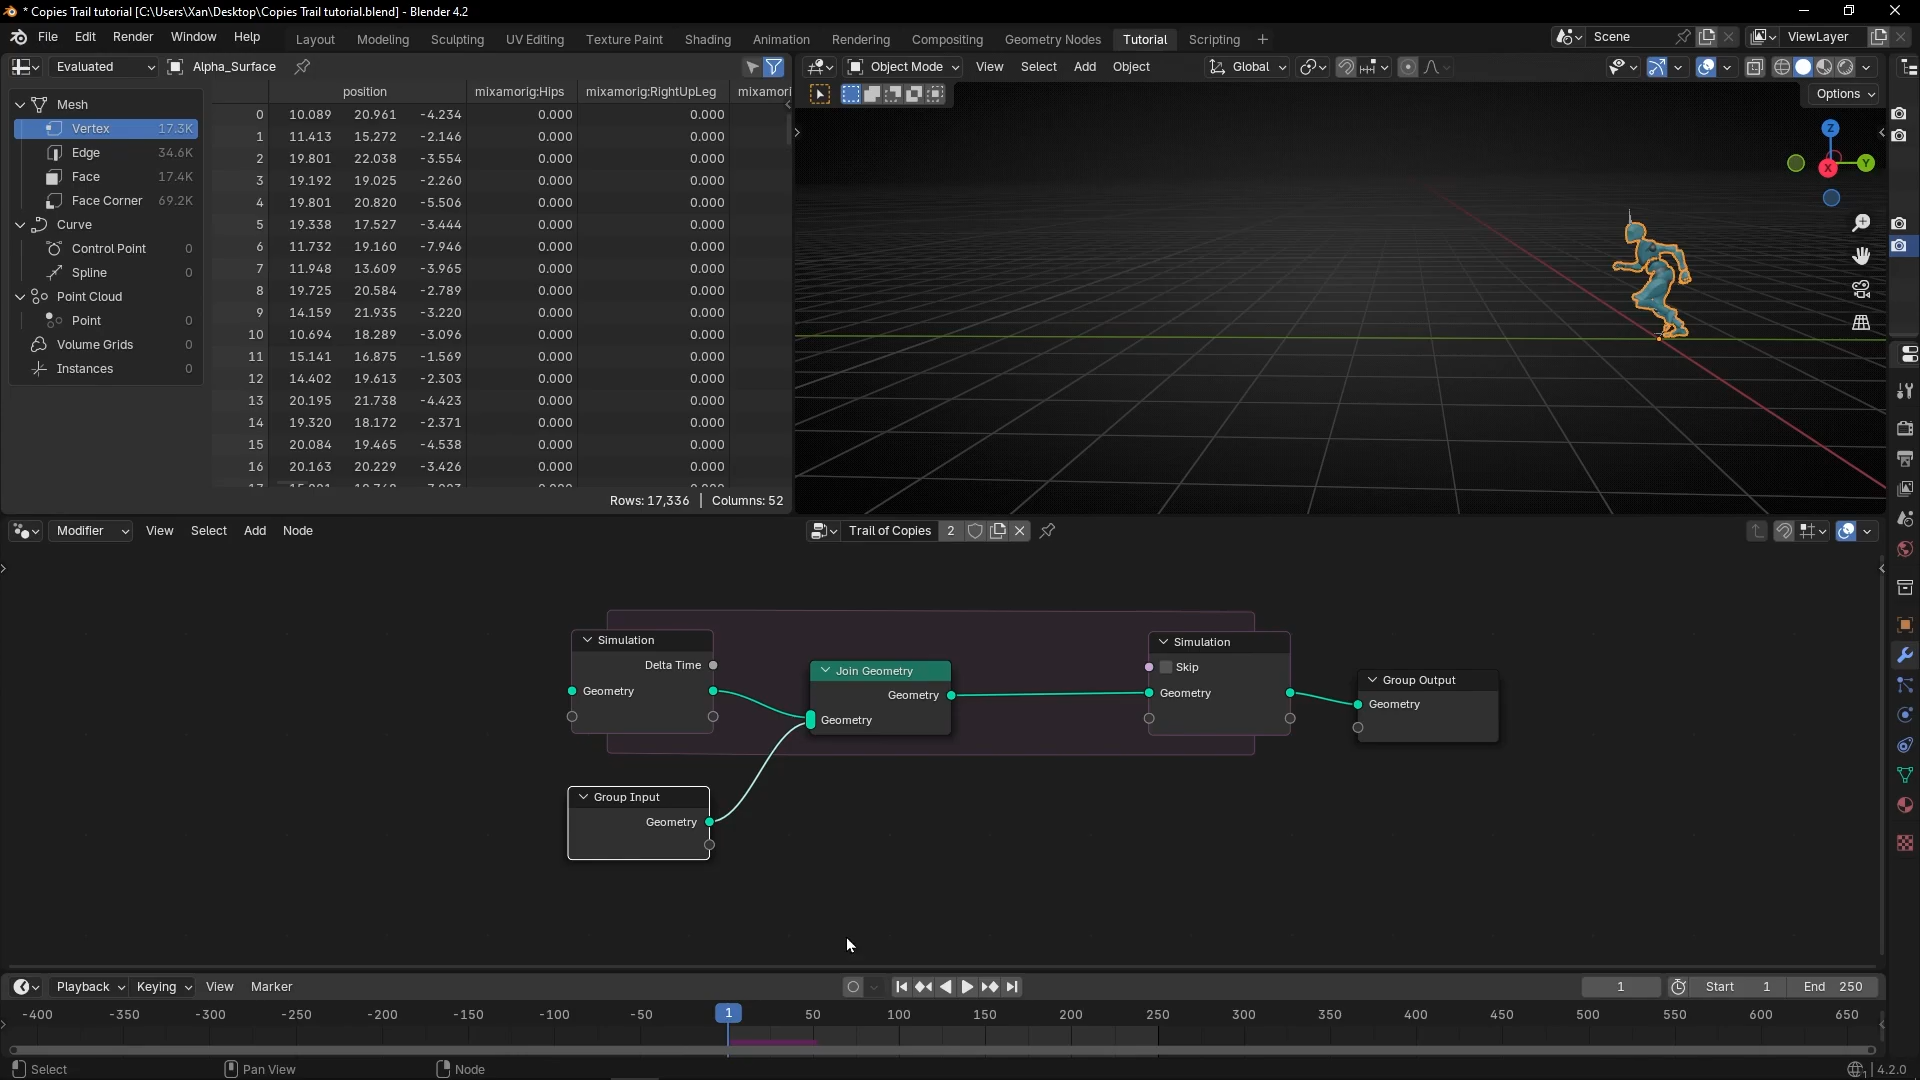 * Copies Trail tutorial [C:\Users\Xan\Desktop\Copies Trail tutorial.blend] - Blender 4.2
File Edit Render Window Help Layout Modeling Sculpting UV Editing Texture Paint Shading Animation Rendering Compositing Geometry Nodes Tutorial Scripting + Scene ViewLayer
Evaluated Alpha_Surface
Object Mode View Select Add Object Global
Options
Mesh
Vertex 17.3K
Edge 34.6K
Face 17.4K
Face Corner 69.2K
Curve
Control Point 0
Spline 0
Point Cloud
Point 0
Volume Grids 0
Instances 0
position mixamorig:Hips mixamorig:RightUpLeg mixamori
0 10.089 20.961 -4.234 0.000 0.000
1 11.413 15.272 -2.146 0.000 0.000
2 19.801 22.038 -3.554 0.000 0.000
3 19.192 19.025 -2.260 0.000 0.000
4 19.801 20.820 -5.506 0.000 0.000
5 19.338 17.527 -3.444 0.000 0.000
6 11.732 19.160 -7.946 0.000 0.000
7 11.948 13.609 -3.965 0.000 0.000
8 19.725 20.584 -2.789 0.000 0.000
9 14.159 21.935 -3.220 0.000 0.000
10 10.694 18.289 -3.096 0.000 0.000
11 15.141 16.875 -1.569 0.000 0.000
12 14.402 19.613 -2.303 0.000 0.000
13 20.195 21.738 -4.423 0.000 0.000
14 19.320 18.172 -2.371 0.000 0.000
15 20.084 19.465 -4.538 0.000 0.000
16 20.163 20.229 -3.426 0.000 0.000
Rows: 17,336 | Columns: 52
Z
Y
X
Modifier View Select Add Node Trail of Copies 2
Simulation
Delta Time
Geometry
Join Geometry
Geometry
Geometry
Simulation
Skip
Geometry
Group Output
Geometry
Group Input
Geometry
Playback Keying View Marker 1 Start 1 End 250
-400 -350 -300 -250 -200 -150 -100 -50 1 50 100 150 200 250 300 350 400 450 500 550 600 650
Select Pan View Node 4.2.0